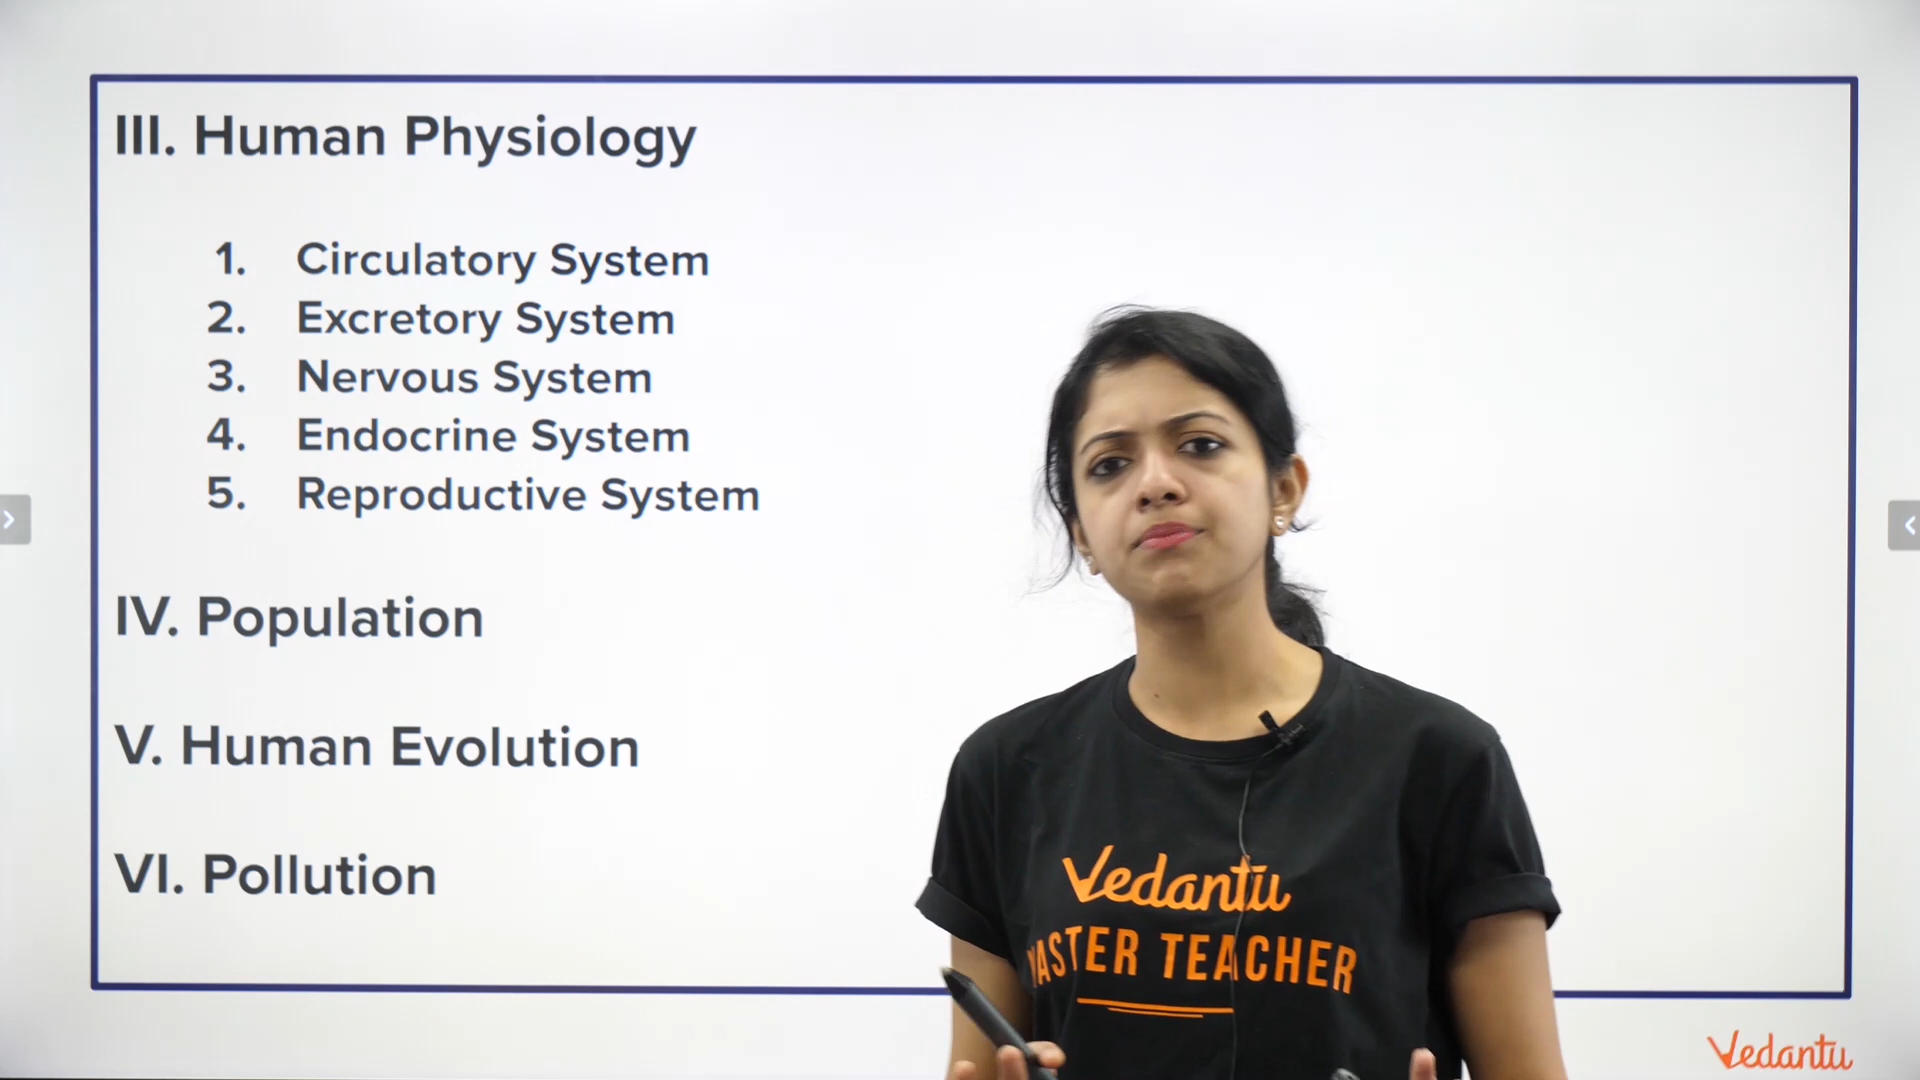 III. Human Physiology
1. Circulatory System
2. Excretory System
3. Nervous System
4. Endocrine System
5. Reproductive System
IV. Population
V. Human Evolution
VI. Pollution
Vedantu
MASTER TEACHER
Vedantu